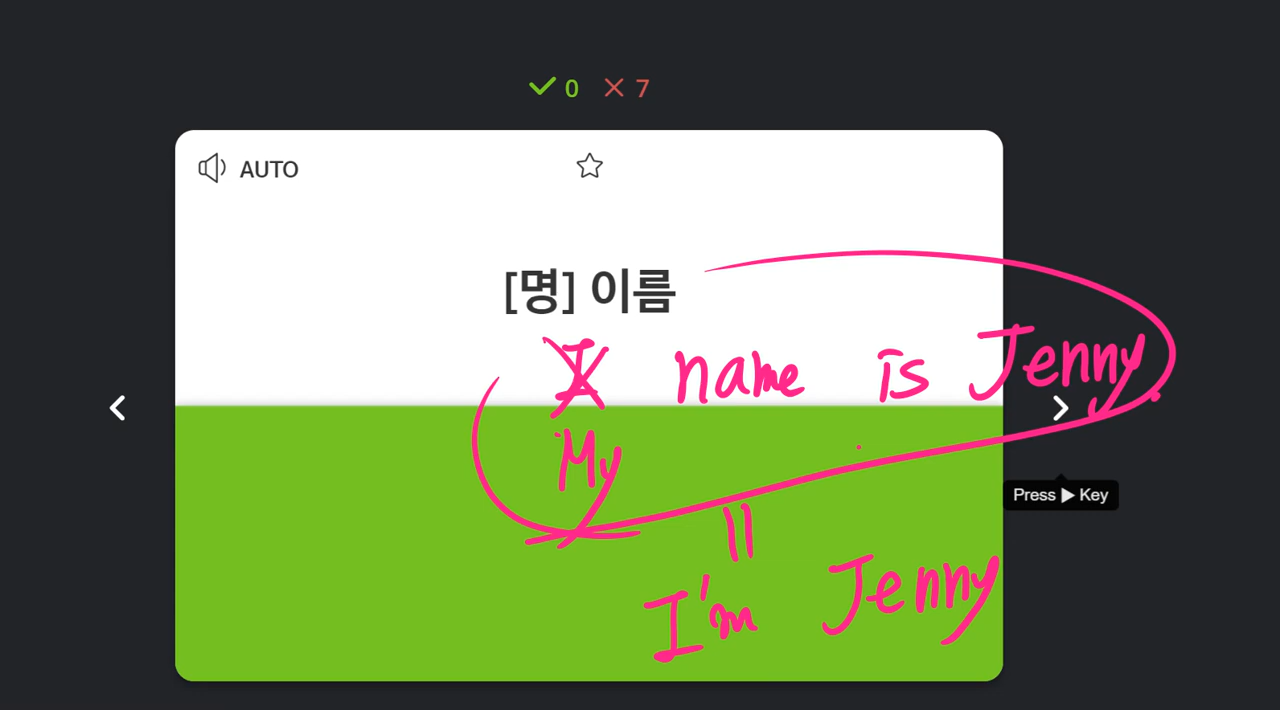 0 7
AUTO
[명] 이름
I name is Jenny.
My
Press ▶ Key
I'm Jenny